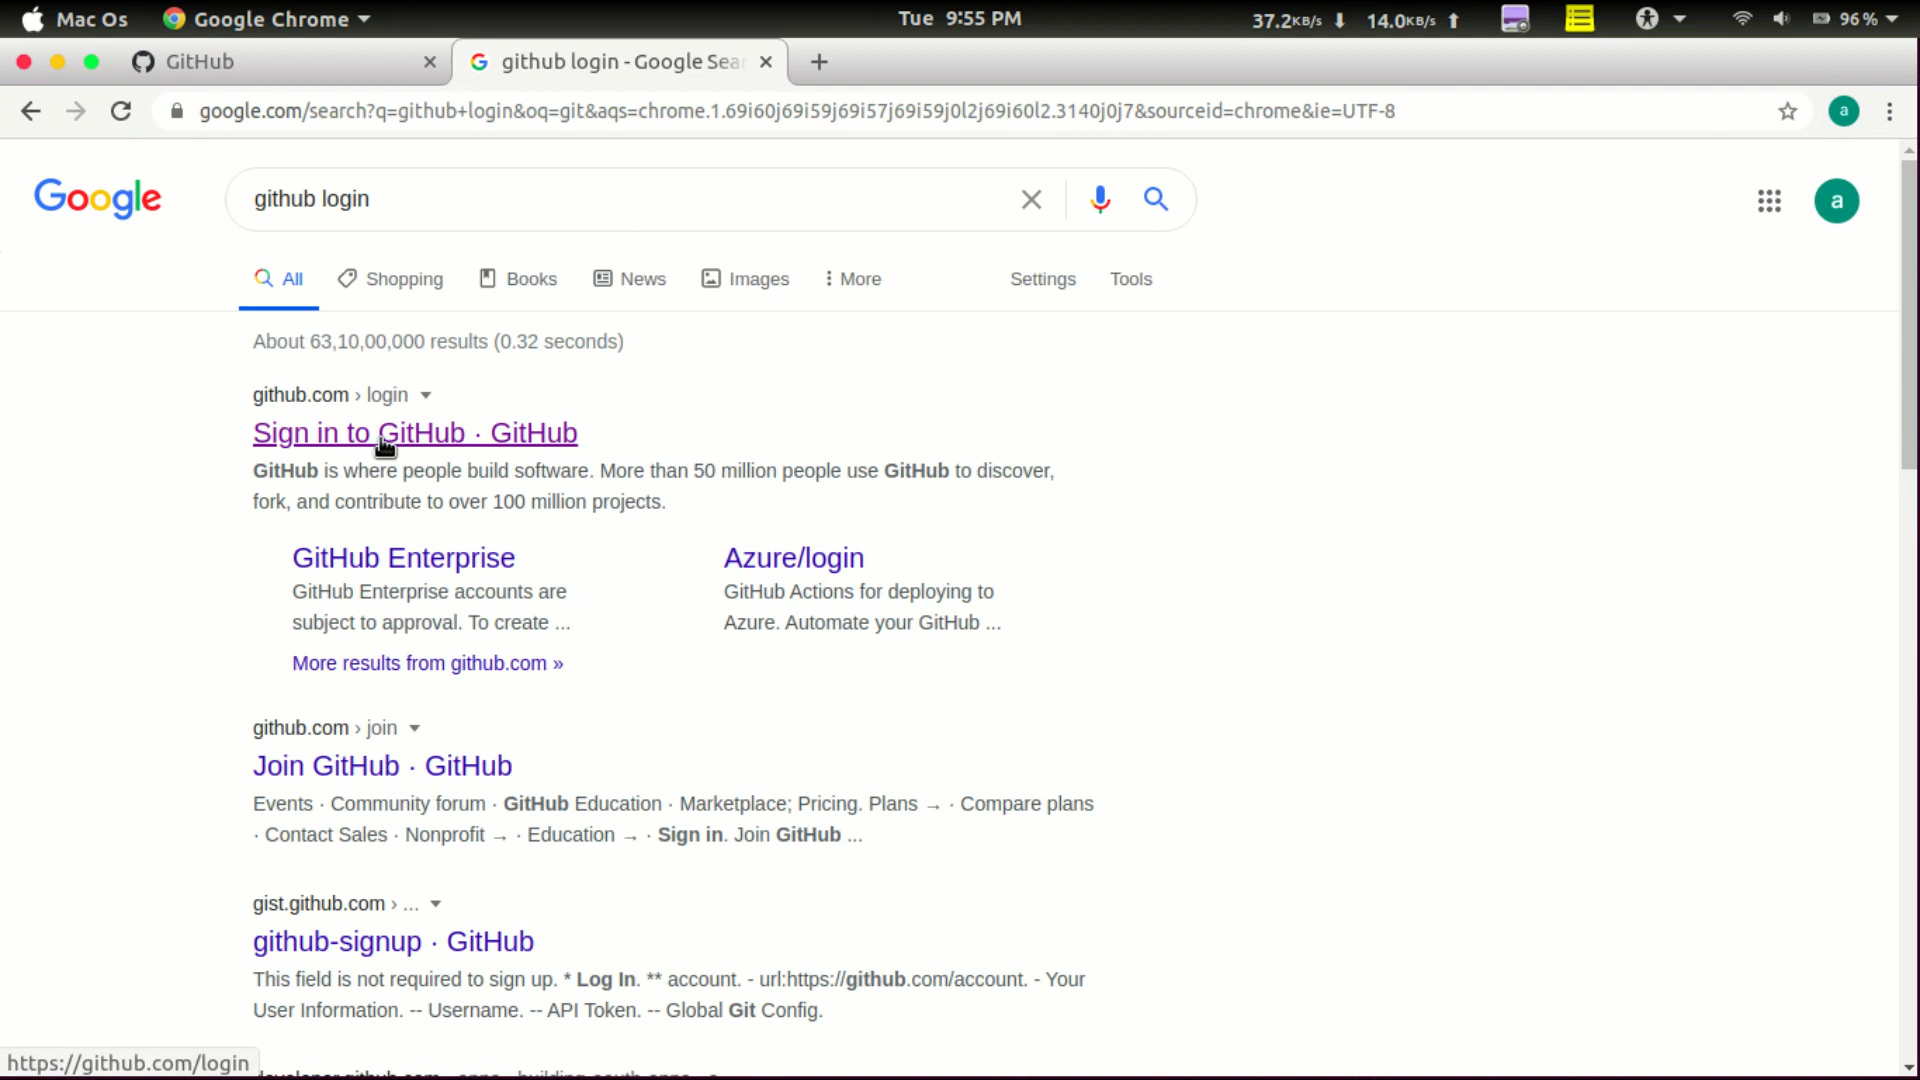 Mac Os Google Chrome Tue 9:55 PM 37.2KB/s 14.0KB/s 96 %
GitHub github login - Google Sear
google.com/search?q=github+login&oq=git&aqs=chrome.1.69i60j69i59j69i57j69i59j0l2j69i60l2.3140j0j7&sourceid=chrome&ie=UTF-8 a
Google github login a
All Shopping Books News Images More Settings Tools
About 63,10,00,000 results (0.32 seconds)
github.com › login
Sign in to GitHub · GitHub
GitHub is where people build software. More than 50 million people use GitHub to discover,
fork, and contribute to over 100 million projects.
GitHub Enterprise Azure/login
GitHub Enterprise accounts are GitHub Actions for deploying to
subject to approval. To create ... Azure. Automate your GitHub ...
More results from github.com »
github.com › join
Join GitHub · GitHub
Events · Community forum · GitHub Education · Marketplace; Pricing. Plans → · Compare plans
· Contact Sales · Nonprofit → · Education → · Sign in. Join GitHub ...
gist.github.com › ...
github-signup · GitHub
This field is not required to sign up. * Log In. ** account. - url:https://github.com/account. - Your
User Information. -- Username. -- API Token. -- Global Git Config.
https://github.com/login